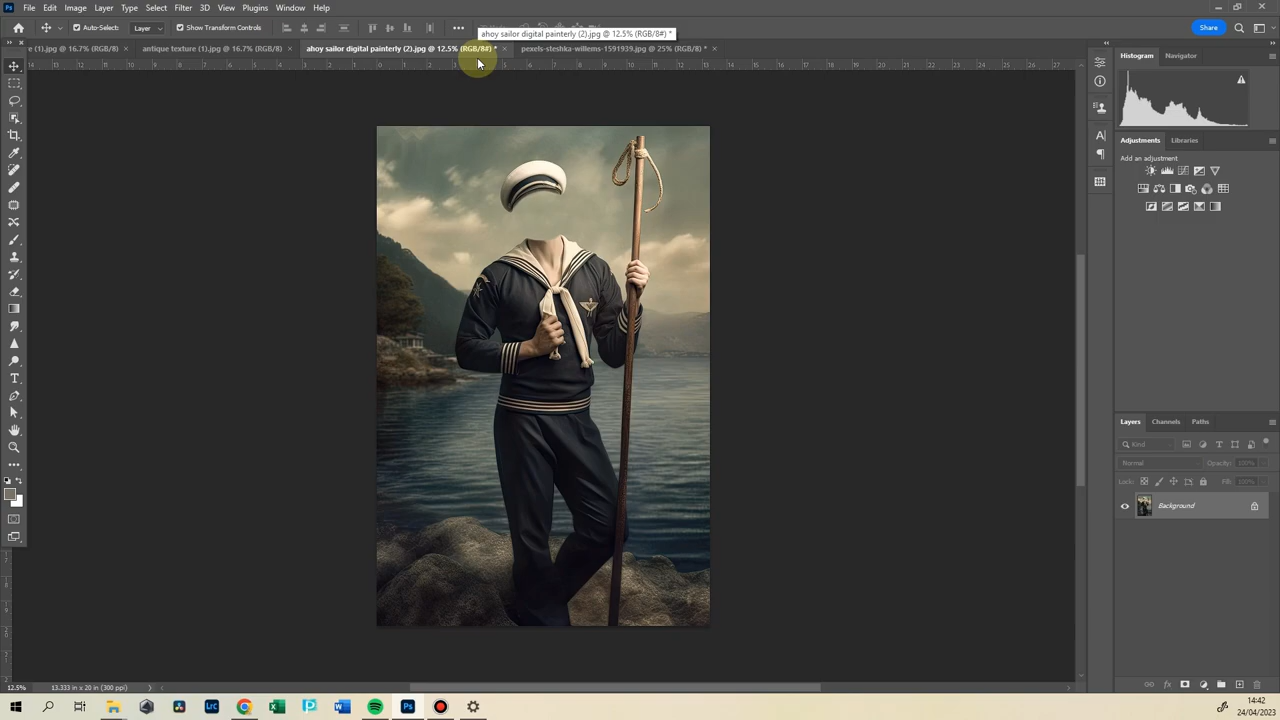 File Edit Image Layer Type Select Filter 3D View Plugins Window Help
Auto-Select: Layer Show Transform Controls Share
ahoy sailor digital painterly (2).jpg @ 12.5% (RGB/8#) *
re (1).jpg @ 16.7% (RGB/8) × antique texture (1).jpg @ 16.7% (RGB/8) × ahoy sailor digital painterly (2).jpg @ 12.5% (RGB/8#) * × pexels-steshka-willems-1591939.jpg @ 25% (RGB/8) * ×
Histogram Navigator
Adjustments Libraries
Add an adjustment
Layers Channels Paths
Kind
Normal Opacity: 100%
Lock: Fill: 100%
Background
12.5% 13.333 in x 20 in (300 ppi)
14:42
24/04/2023